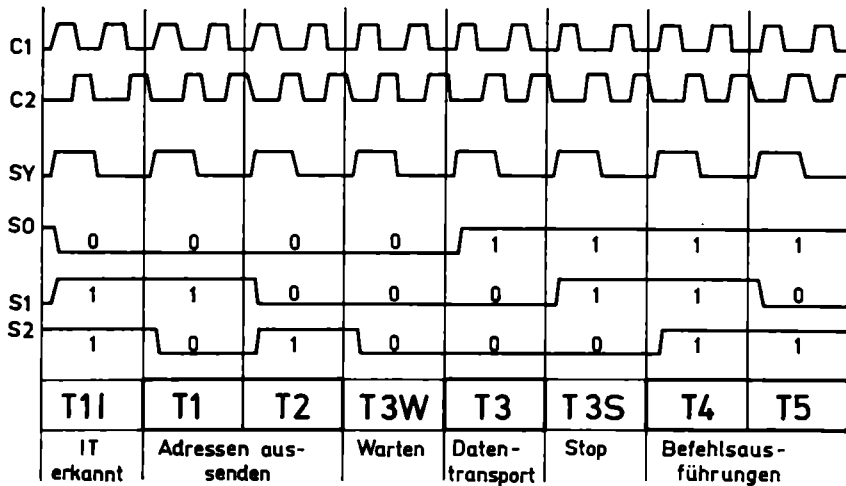 C1
C2
SY
S0 0 0 0 0 1 1 1 1
S1 1 1 0 0 0 1 1 0
S2 1 0 1 0 0 0 1 1
T1I T1 T2 T3W T3 T3S T4 T5
IT Adressen aus- Warten Daten- Stop Befehlsaus-
erkannt senden transport führungen